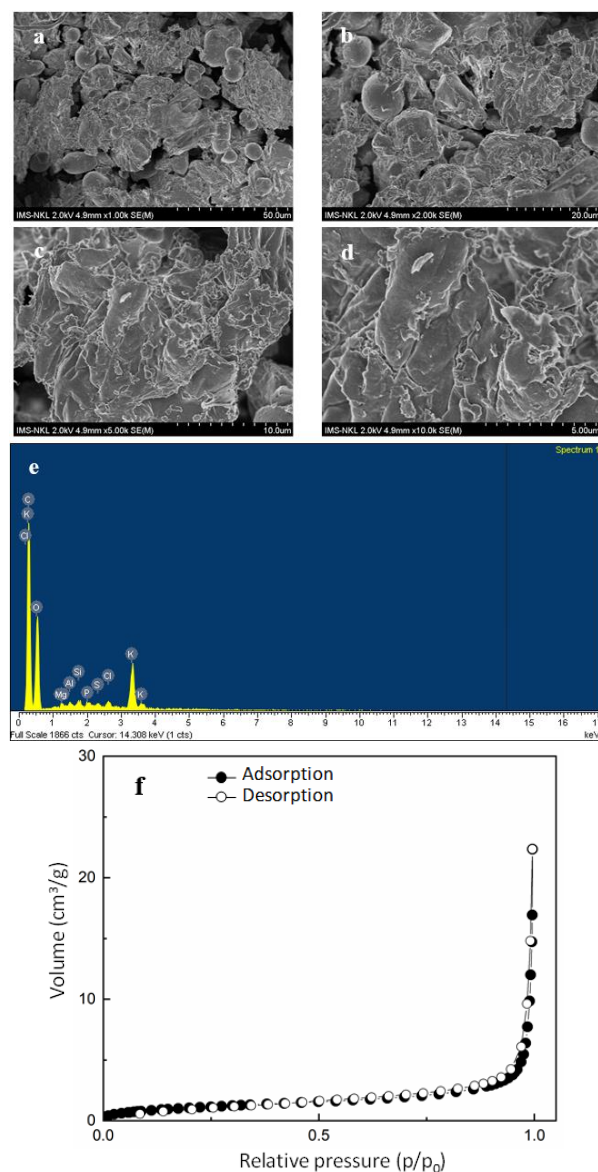 a
b
IMS-NKL 2.0kV 4.9mm x1.00k SE(M) 50.0um
IMS-NKL 2.0kV 4.9mm x2.00k SE(M) 20.0um
c
d
IMS-NKL 2.0kV 4.9mm x5.00k SE(M) 10.0um
IMS-NKL 2.0kV 4.9mm x10.0k SE(M) 5.00um
e
Spectrum 1
C
K
Cl
O
Mg
Al
Si
P
S
Cl
K
K
0 1 2 3 4 5 6 7 8 9 10 11 12 13 14 15 16
Full Scale 1866 cts Cursor: 14.308 keV (1 cts)
keV
f
Adsorption
Desorption
30
20
10
0
Volume (cm³/g)
0.0 0.5 1.0
Relative pressure (p/p₀)